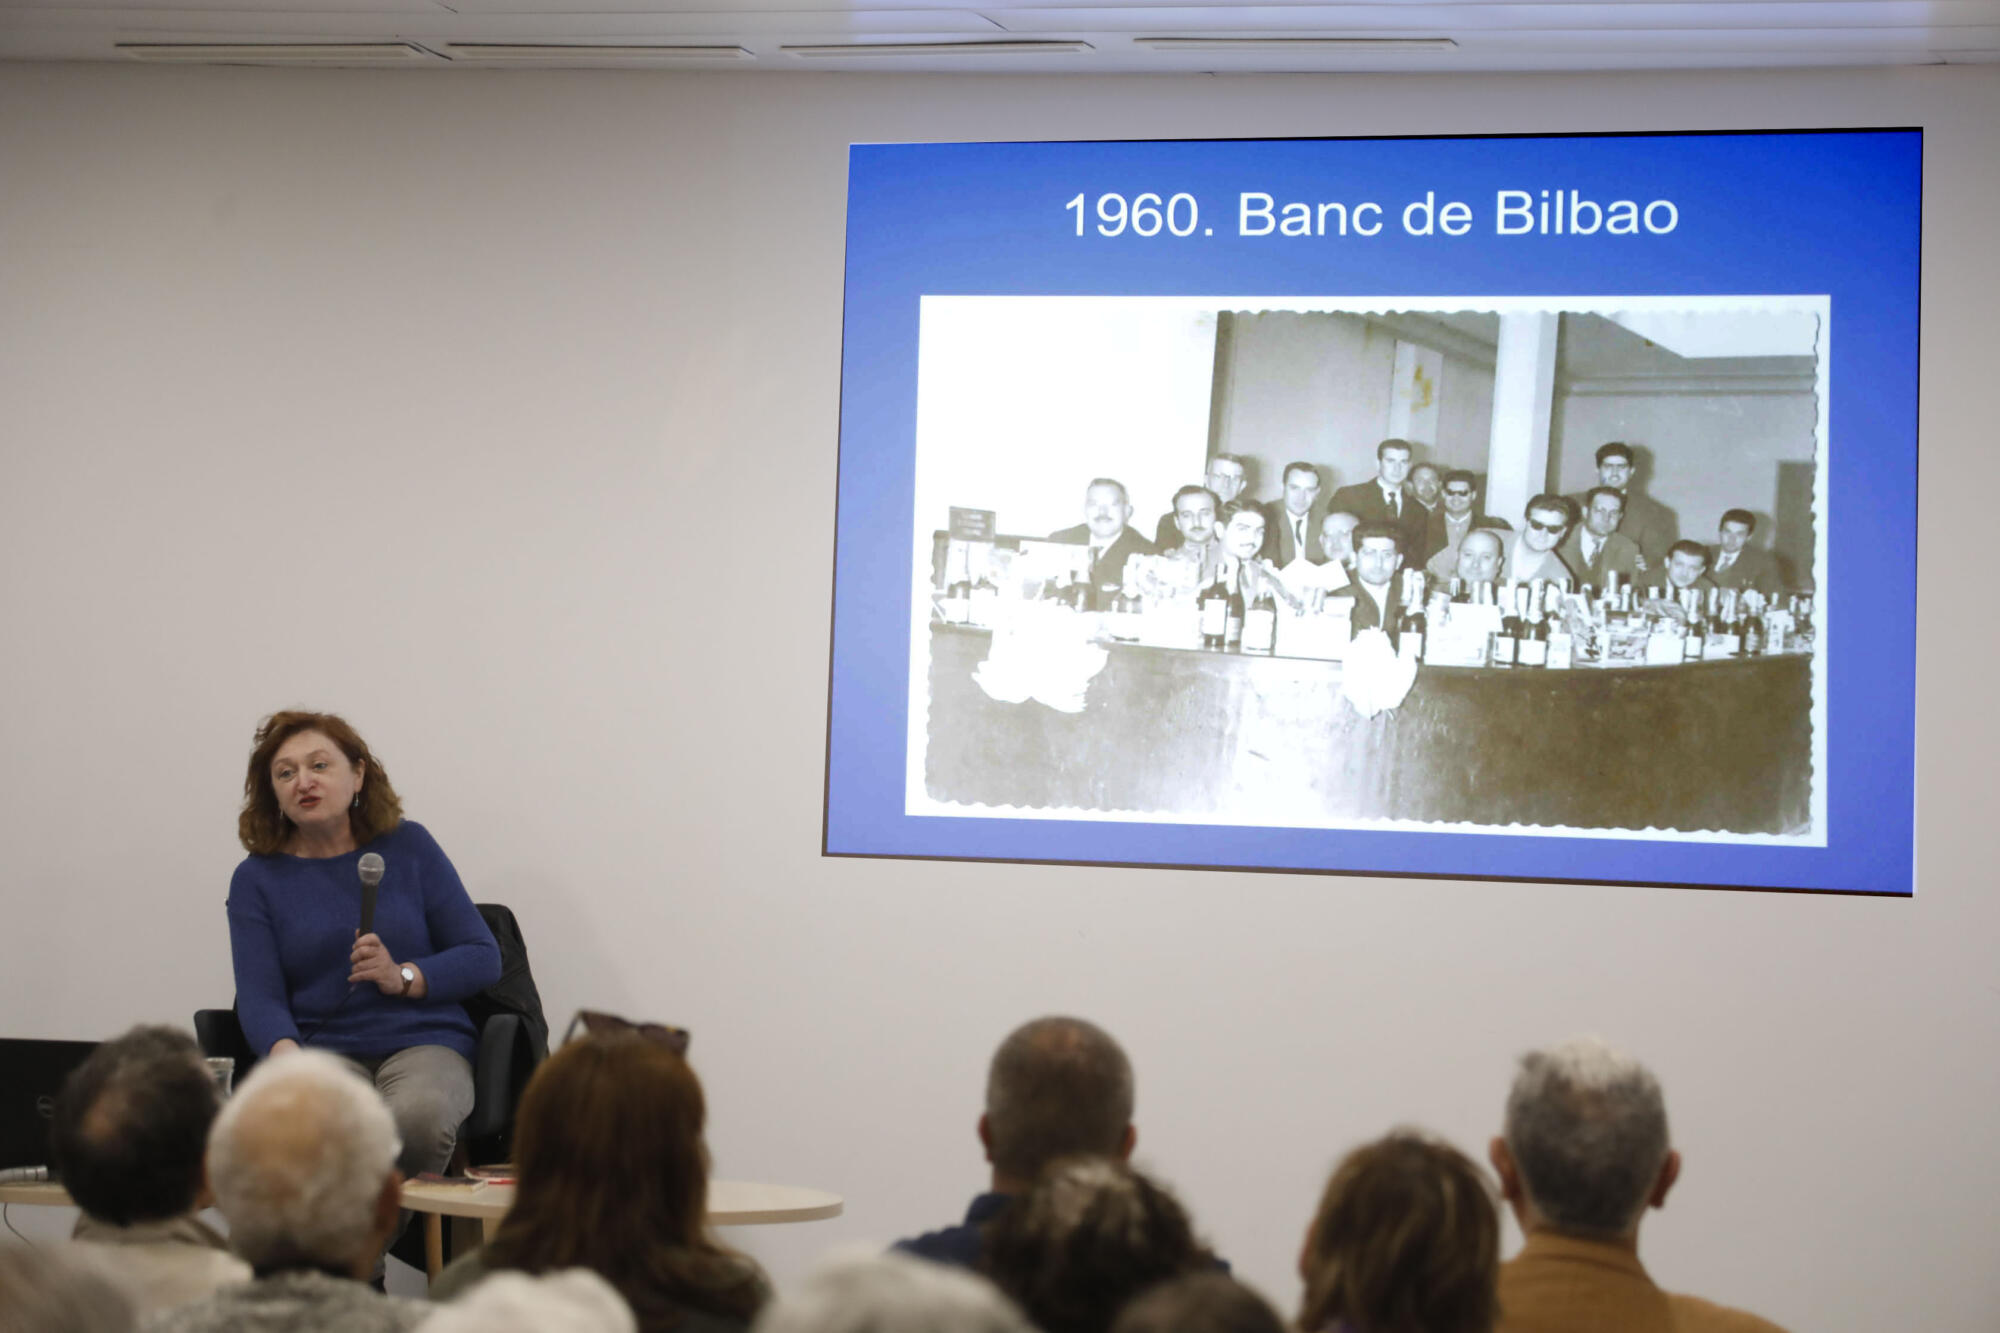 1960. Banc de Bilbao